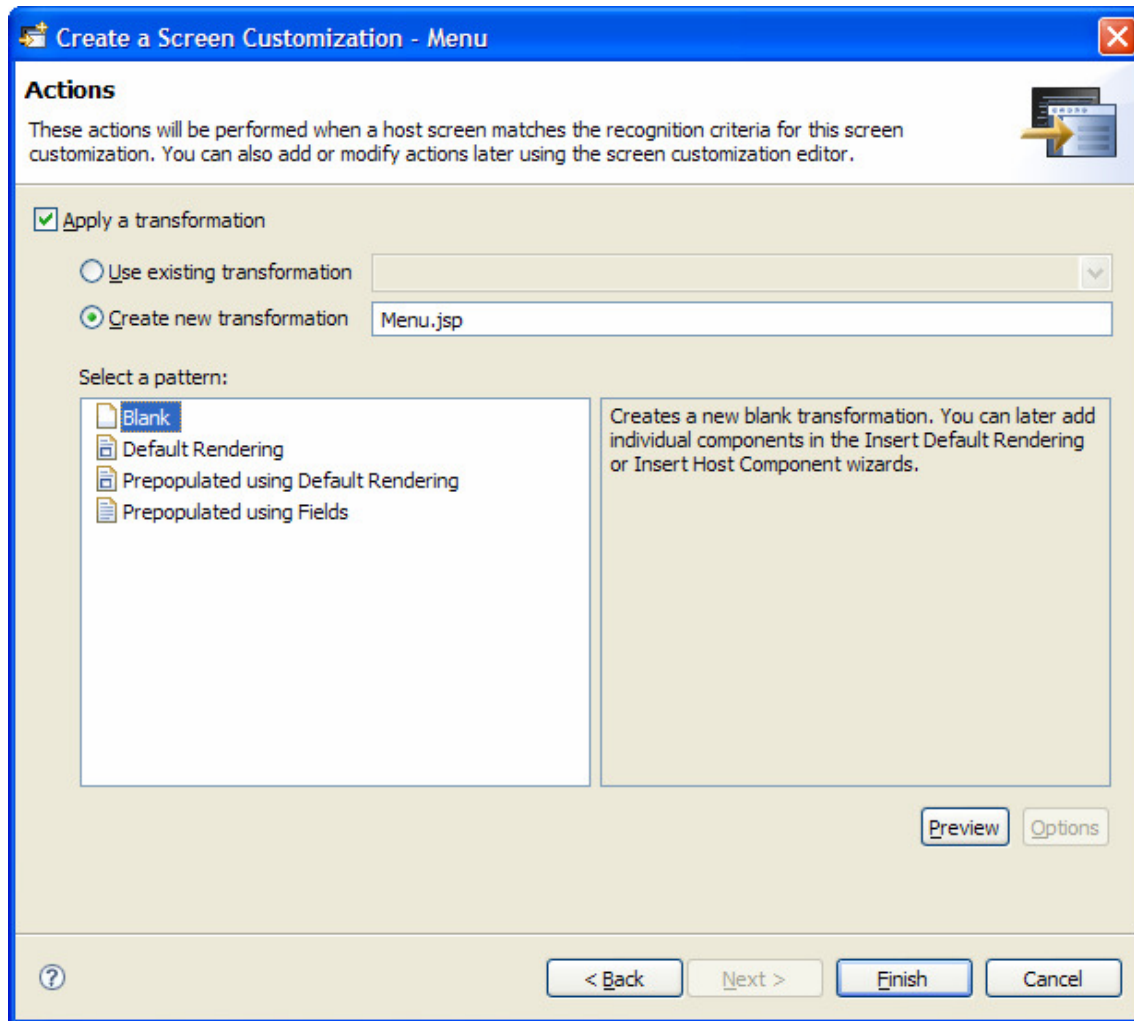 Create a Screen Customization - Menu
Actions
These actions will be performed when a host screen matches the recognition criteria for this screen
customization. You can also add or modify actions later using the screen customization editor.
Apply a transformation
Use existing transformation
Create new transformation Menu.jsp
Select a pattern:
Blank
Default Rendering
Prepopulated using Default Rendering
Prepopulated using Fields
Creates a new blank transformation. You can later add
individual components in the Insert Default Rendering
or Insert Host Component wizards.
Preview Options
? < Back Next > Finish Cancel